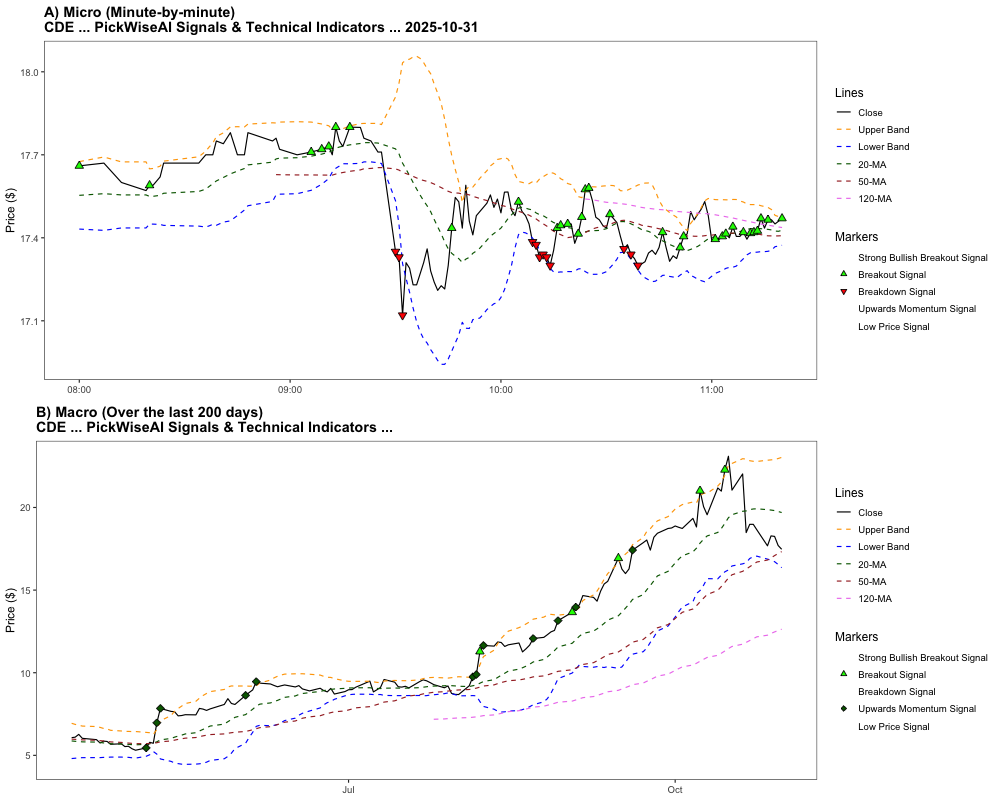 A) Micro (Minute-by-minute)
CDE ... PickWiseAI Signals & Technical Indicators ... 2025-10-31
Price ($)
18.0
17.7
17.4
17.1
08:00
09:00
10:00
11:00
Lines
Close
Upper Band
Lower Band
20-MA
50-MA
120-MA
Markers
Strong Bullish Breakout Signal
Breakout Signal
Breakdown Signal
Upwards Momentum Signal
Low Price Signal
B) Macro (Over the last 200 days)
CDE ... PickWiseAI Signals & Technical Indicators ...
Price ($)
20
15
10
5
Jul
Oct
Lines
Close
Upper Band
Lower Band
20-MA
50-MA
120-MA
Markers
Strong Bullish Breakout Signal
Breakout Signal
Breakdown Signal
Upwards Momentum Signal
Low Price Signal